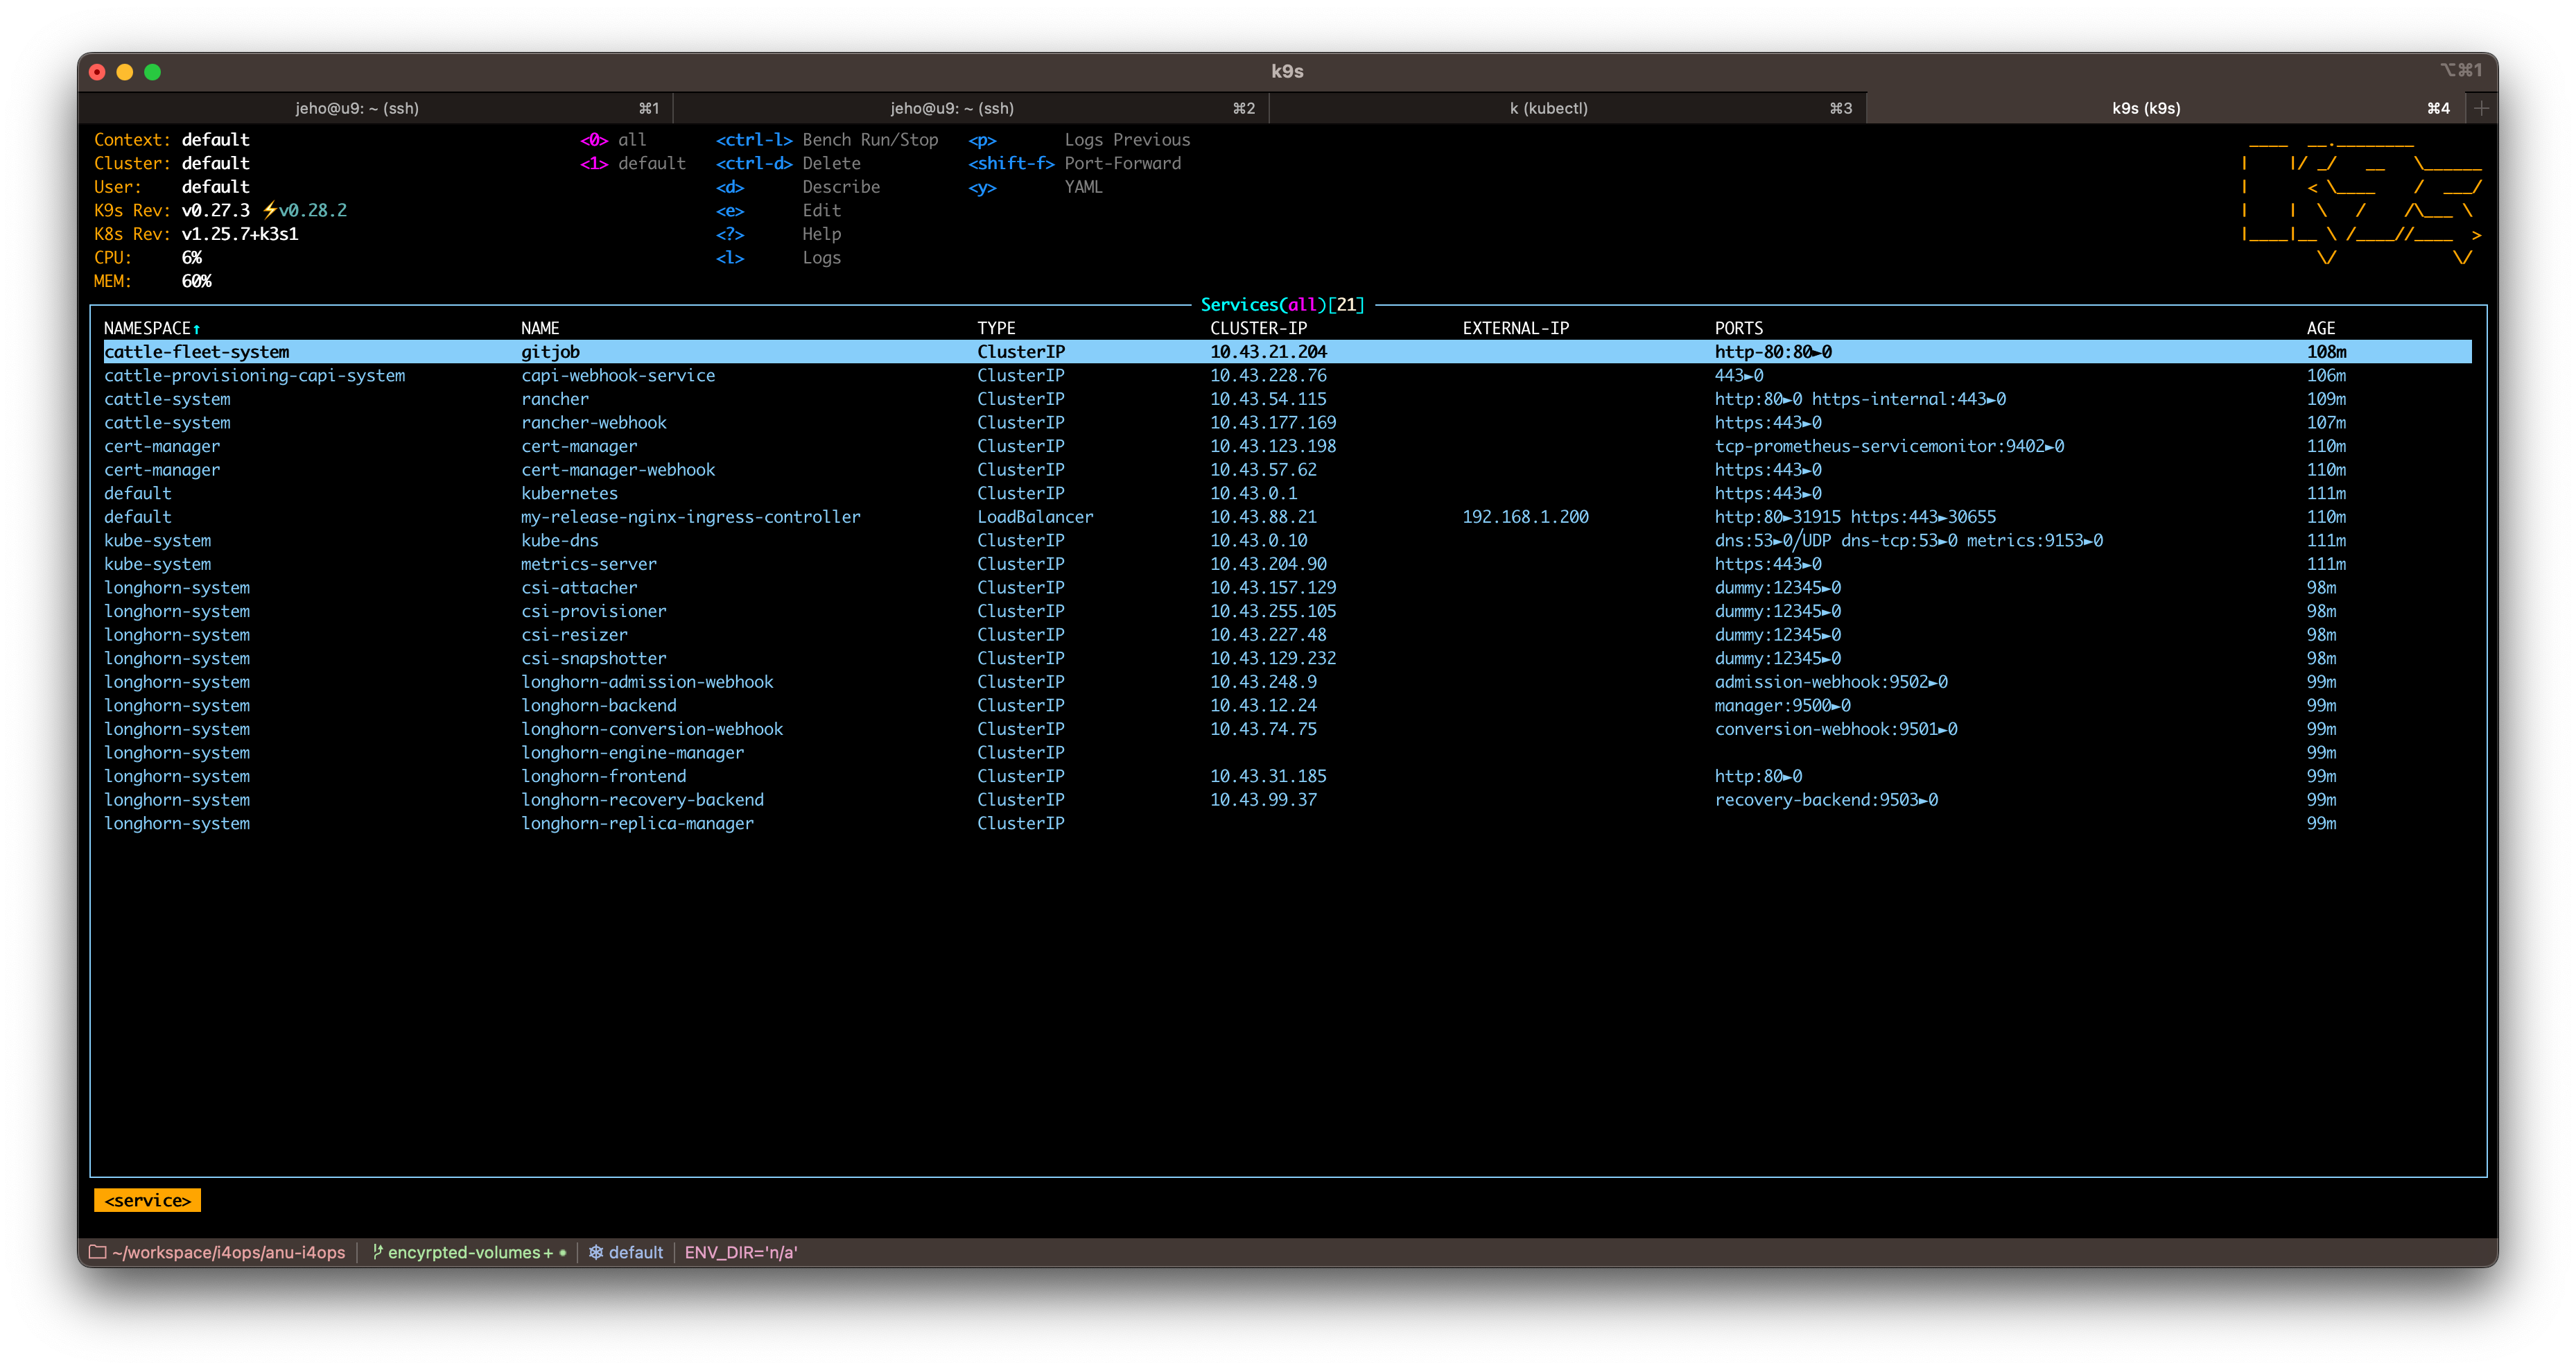 k9s ⌥⌘1
jeho@u9: ~ (ssh) ⌘1 jeho@u9: ~ (ssh) ⌘2 k (kubectl) ⌘3 k9s (k9s) ⌘4 +
Context: default <0> all <ctrl-l> Bench Run/Stop <p> Logs Previous
Cluster: default <1> default <ctrl-d> Delete <shift-f> Port-Forward
User: default <d> Describe <y> YAML
K9s Rev: v0.27.3 ⚡v0.28.2 <e> Edit
K8s Rev: v1.25.7+k3s1 <?> Help
CPU: 6% <l> Logs
MEM: 60%
Services(all)[21]
NAMESPACE↑ NAME TYPE CLUSTER-IP EXTERNAL-IP PORTS AGE
cattle-fleet-system gitjob ClusterIP 10.43.21.204 http-80:80►0 108m
cattle-provisioning-capi-system capi-webhook-service ClusterIP 10.43.228.76 443►0 106m
cattle-system rancher ClusterIP 10.43.54.115 http:80►0 https-internal:443►0 109m
cattle-system rancher-webhook ClusterIP 10.43.177.169 https:443►0 107m
cert-manager cert-manager ClusterIP 10.43.123.198 tcp-prometheus-servicemonitor:9402►0 110m
cert-manager cert-manager-webhook ClusterIP 10.43.57.62 https:443►0 110m
default kubernetes ClusterIP 10.43.0.1 https:443►0 111m
default my-release-nginx-ingress-controller LoadBalancer 10.43.88.21 192.168.1.200 http:80►31915 https:443►30655 110m
kube-system kube-dns ClusterIP 10.43.0.10 dns:53►0/UDP dns-tcp:53►0 metrics:9153►0 111m
kube-system metrics-server ClusterIP 10.43.204.90 https:443►0 111m
longhorn-system csi-attacher ClusterIP 10.43.157.129 dummy:12345►0 98m
longhorn-system csi-provisioner ClusterIP 10.43.255.105 dummy:12345►0 98m
longhorn-system csi-resizer ClusterIP 10.43.227.48 dummy:12345►0 98m
longhorn-system csi-snapshotter ClusterIP 10.43.129.232 dummy:12345►0 98m
longhorn-system longhorn-admission-webhook ClusterIP 10.43.248.9 admission-webhook:9502►0 99m
longhorn-system longhorn-backend ClusterIP 10.43.12.24 manager:9500►0 99m
longhorn-system longhorn-conversion-webhook ClusterIP 10.43.74.75 conversion-webhook:9501►0 99m
longhorn-system longhorn-engine-manager ClusterIP 99m
longhorn-system longhorn-frontend ClusterIP 10.43.31.185 http:80►0 99m
longhorn-system longhorn-recovery-backend ClusterIP 10.43.99.37 recovery-backend:9503►0 99m
longhorn-system longhorn-replica-manager ClusterIP 99m
<service>
~/workspace/i4ops/anu-i4ops encyrpted-volumes+ ● ⎈ default ENV_DIR='n/a'